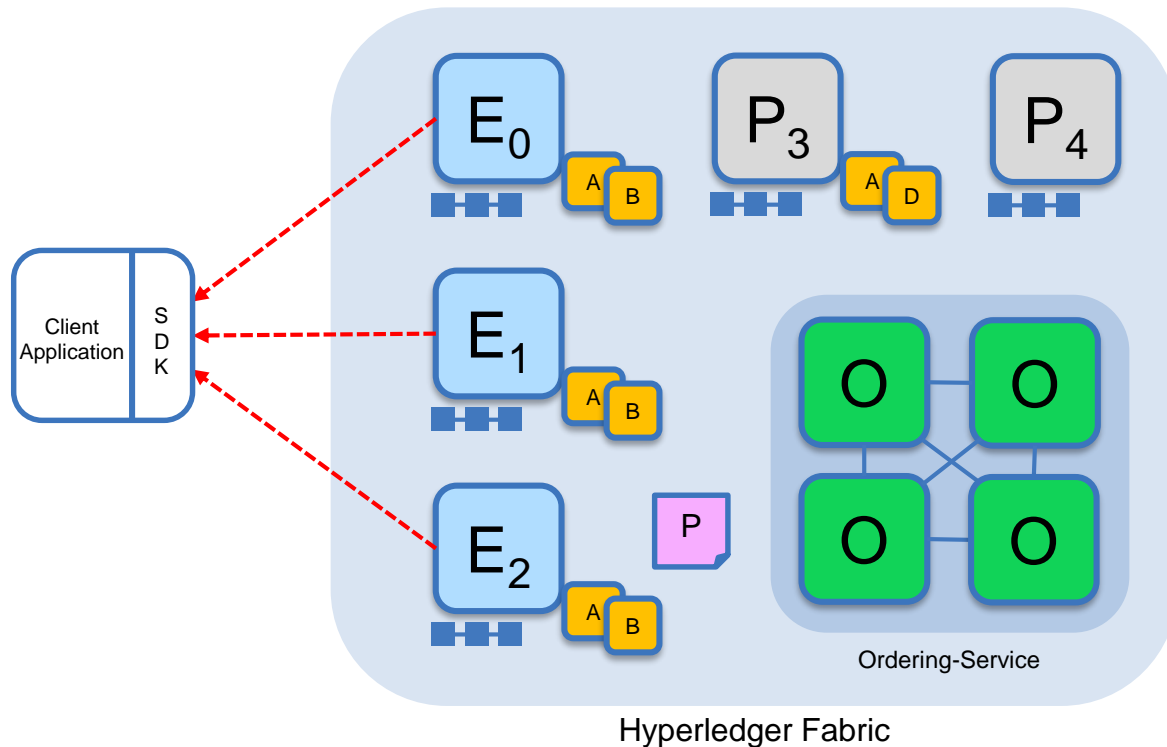 E0
P3
P4
A
B
A
D
Client
Application
S
D
K
E1
A
B
O
O
E2
P
O
O
A
B
Ordering-Service
Hyperledger Fabric